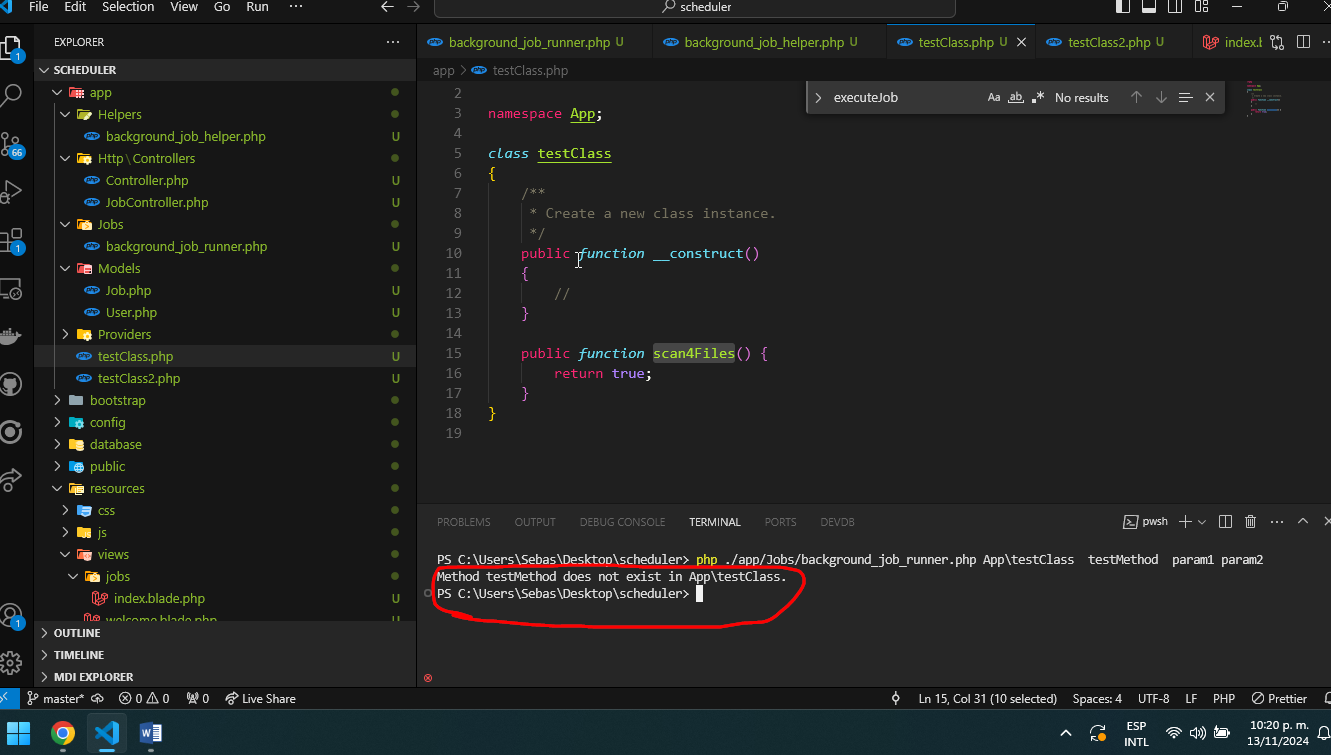 File Edit Selection View Go Run ···
scheduler
EXPLORER ···
SCHEDULER
app
Helpers
background_job_helper.php U
Http\Controllers
Controller.php U
JobController.php U
Jobs
background_job_runner.php U
Models
Job.php U
User.php U
Providers
testClass.php U
testClass2.php U
bootstrap
config
database
public
resources
css
js
views
jobs
index.blade.php U
welcome.blade.php U
OUTLINE
TIMELINE
MDI EXPLORER
1
66
1
1
background_job_runner.php U background_job_helper.php U testClass.php U testClass2.php U index.b
app > testClass.php
executeJob Aa ab .* No results
2
3 namespace App;
4
5 class testClass
6 {
7 /**
8 * Create a new class instance.
9 */
10 public function __construct()
11 {
12 //
13 }
14
15 public function scan4Files() {
16 return true;
17 }
18 }
19
PROBLEMS OUTPUT DEBUG CONSOLE TERMINAL PORTS DEVDB pwsh
PS C:\Users\Sebas\Desktop\scheduler> php ./app/Jobs/background_job_runner.php App\testClass  testMethod  param1 param2
Method testMethod does not exist in App\testClass.
PS C:\Users\Sebas\Desktop\scheduler>
master* 0 0 0 Live Share Ln 15, Col 31 (10 selected) Spaces: 4 UTF-8 LF PHP Prettier
ESP
INTL
10:20 p. m.
13/11/2024